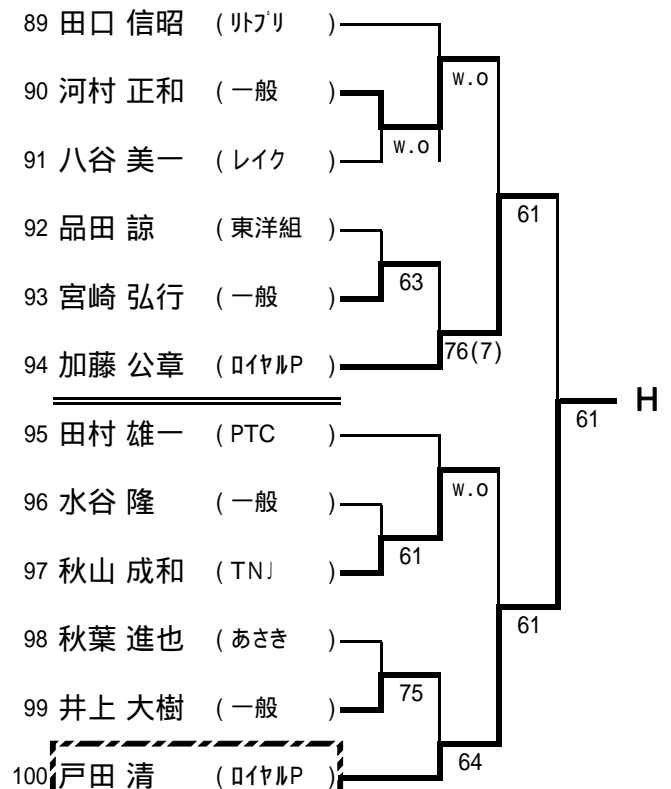 89 田口 信昭 ( リトプリ )
w.o
90 河村 正和 ( 一般 )
w.o
91 八谷 美一 ( レイク )
61
92 品田 諒 ( 東洋組 )
63
93 宮崎 弘行 ( 一般 )
76(7)
94 加藤 公章 ( ロイヤルP )
61 H
95 田村 雄一 ( PTC )
w.o
96 水谷 隆 ( 一般 )
61
97 秋山 成和 ( TNJ )
61
98 秋葉 進也 ( あさき )
75
99 井上 大樹 ( 一般 )
64
100 戸田 清 ( ロイヤルP )